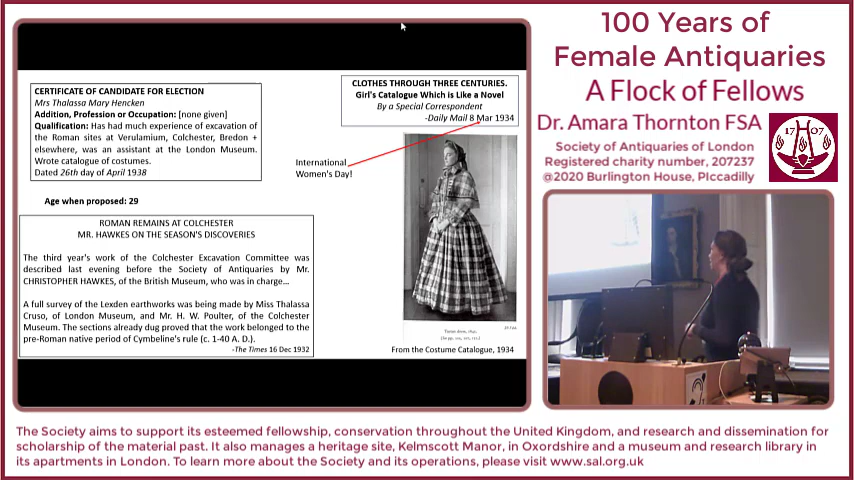 100 Years of
Female Antiquaries
A Flock of Fellows
Dr. Amara Thornton FSA
Society of Antiquaries of London
Registered charity number, 207237
@2020 Burlington House, PIccadilly
17 07
CERTIFICATE OF CANDIDATE FOR ELECTION
Mrs Thalassa Mary Hencken
Addition, Profession or Occupation: [none given]
Qualification: Has had much experience of excavation of
the Roman sites at Verulamium, Colchester, Bredon +
elsewhere, was an assistant at the London Museum.
Wrote catalogue of costumes.
Dated 26th day of April 1938
Age when proposed: 29
CLOTHES THROUGH THREE CENTURIES.
Girl's Catalogue Which is Like a Novel
By a Special Correspondent
-Daily Mail 8 Mar 1934
International
Women's Day!
ROMAN REMAINS AT COLCHESTER
MR. HAWKES ON THE SEASON'S DISCOVERIES
The third year's work of the Colchester Excavation Committee was
described last evening before the Society of Antiquaries by Mr.
CHRISTOPHER HAWKES, of the British Museum, who was in charge...
A full survey of the Lexden earthworks was being made by Miss Thalassa
Cruso, of London Museum, and Mr. H. W. Poulter, of the Colchester
Museum. The sections already dug proved that the work belonged to the
pre-Roman native period of Cymbeline's rule (c. 1-40 A. D.).
-The Times 16 Dec 1932
From the Costume Catalogue, 1934
The Society aims to support its esteemed fellowship, conservation throughout the United Kingdom, and research and dissemination for
scholarship of the material past. It also manages a heritage site, Kelmscott Manor, in Oxordshire and a museum and research library in
its apartments in London. To learn more about the Society and its operations, please visit www.sal.org.uk